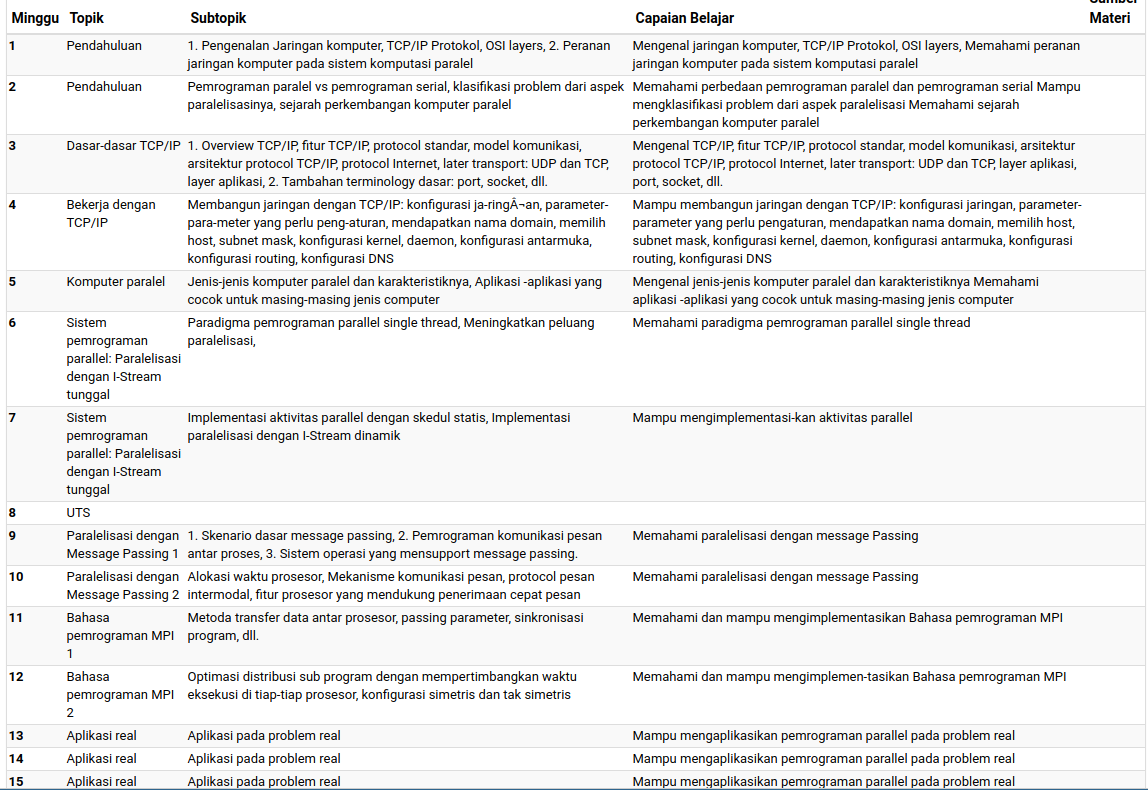 Minggu Topik Subtopik Capaian Belajar Sumber Materi
1 Pendahuluan 1. Pengenalan Jaringan komputer, TCP/IP Protokol, OSI layers, 2. Peranan Mengenal jaringan komputer, TCP/IP Protokol, OSI layers, Memahami peranan
jaringan komputer pada sistem komputasi paralel jaringan komputer pada sistem komputasi paralel
2 Pendahuluan Pemrograman paralel vs pemrograman serial, klasifikasi problem dari aspek Memahami perbedaan pemrograman paralel dan pemrograman serial Mampu
paralelisasinya, sejarah perkembangan komputer paralel mengklasifikasi problem dari aspek paralelisasi Memahami sejarah
perkembangan komputer paralel
3 Dasar-dasar TCP/IP 1. Overview TCP/IP, fitur TCP/IP, protocol standar, model komunikasi, Mengenal TCP/IP, fitur TCP/IP, protocol standar, model komunikasi, arsitektur
arsitektur protocol TCP/IP, protocol Internet, later transport: UDP dan TCP, protocol TCP/IP, protocol Internet, later transport: UDP dan TCP, layer aplikasi,
layer aplikasi, 2. Tambahan terminology dasar: port, socket, dll. port, socket, dll.
4 Bekerja dengan Membangun jaringan dengan TCP/IP: konfigurasi ja-ringÂ¬an, parameter- Mampu membangun jaringan dengan TCP/IP: konfigurasi jaringan, parameter-
TCP/IP para-meter yang perlu peng-aturan, mendapatkan nama domain, memilih parameter yang perlu pengaturan, mendapatkan nama domain, memilih host,
host, subnet mask, konfigurasi kernel, daemon, konfigurasi antarmuka, subnet mask, konfigurasi kernel, daemon, konfigurasi antarmuka, konfigurasi
konfigurasi routing, konfigurasi DNS routing, konfigurasi DNS
5 Komputer paralel Jenis-jenis komputer paralel dan karakteristiknya, Aplikasi -aplikasi yang Mengenal jenis-jenis komputer paralel dan karakteristiknya Memahami
cocok untuk masing-masing jenis computer aplikasi -aplikasi yang cocok untuk masing-masing jenis computer
6 Sistem Paradigma pemrograman parallel single thread, Meningkatkan peluang Memahami paradigma pemrograman parallel single thread
pemrograman paralelisasi,
parallel: Paralelisasi
dengan I-Stream
tunggal
7 Sistem Implementasi aktivitas parallel dengan skedul statis, Implementasi Mampu mengimplementasi-kan aktivitas parallel
pemrograman paralelisasi dengan I-Stream dinamik
parallel: Paralelisasi
dengan I-Stream
tunggal
8 UTS
9 Paralelisasi dengan 1. Skenario dasar message passing, 2. Pemrograman komunikasi pesan Memahami paralelisasi dengan message Passing
Message Passing 1 antar proses, 3. Sistem operasi yang mensupport message passing.
10 Paralelisasi dengan Alokasi waktu prosesor, Mekanisme komunikasi pesan, protocol pesan Memahami paralelisasi dengan message Passing
Message Passing 2 intermodal, fitur prosesor yang mendukung penerimaan cepat pesan
11 Bahasa Metoda transfer data antar prosesor, passing parameter, sinkronisasi Memahami dan mampu mengimplementasikan Bahasa pemrograman MPI
pemrograman MPI program, dll.
1
12 Bahasa Optimasi distribusi sub program dengan mempertimbangkan waktu Memahami dan mampu mengimplemen-tasikan Bahasa pemrograman MPI
pemrograman MPI eksekusi di tiap-tiap prosesor, konfigurasi simetris dan tak simetris
2
13 Aplikasi real Aplikasi pada problem real Mampu mengaplikasikan pemrograman parallel pada problem real
14 Aplikasi real Aplikasi pada problem real Mampu mengaplikasikan pemrograman parallel pada problem real
15 Aplikasi real Aplikasi pada problem real Mampu mengaplikasikan pemrograman parallel pada problem real